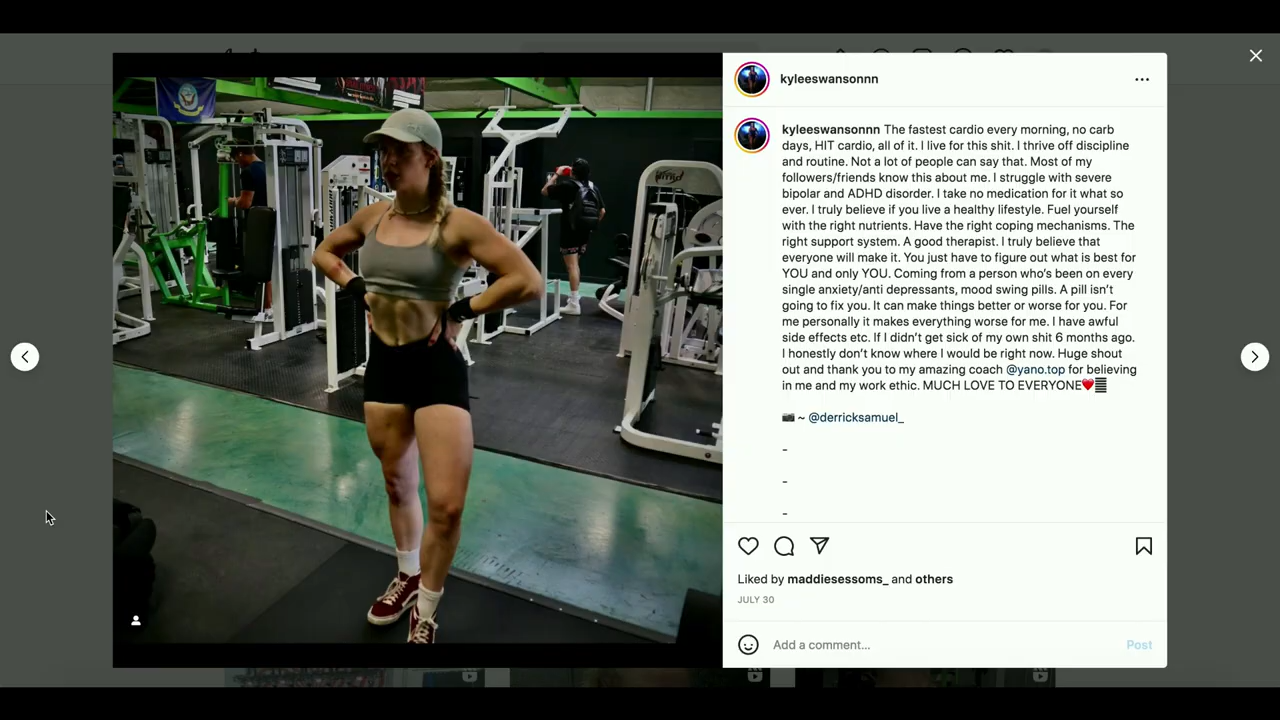 kyleeswansonnn
kyleeswansonnn The fastest cardio every morning, no carb
days, HIT cardio, all of it. I live for this shit. I thrive off discipline
and routine. Not a lot of people can say that. Most of my
followers/friends know this about me. I struggle with severe
bipolar and ADHD disorder. I take no medication for it what so
ever. I truly believe if you live a healthy lifestyle. Fuel yourself
with the right nutrients. Have the right coping mechanisms. The
right support system. A good therapist. I truly believe that
everyone will make it. You just have to figure out what is best for
YOU and only YOU. Coming from a person who's been on every
single anxiety/anti depressants, mood swing pills. A pill isn't
going to fix you. It can make things better or worse for you. For
me personally it makes everything worse for me. I have awful
side effects etc. If I didn't get sick of my own shit 6 months ago.
I honestly don't know where I would be right now. Huge shout
out and thank you to my amazing coach @yano.top for believing
in me and my work ethic. MUCH LOVE TO EVERYONE❤️
📷 ~ @derricksamuel_
-
-
-
Liked by maddiesessoms_ and others
JULY 30
Add a comment... Post